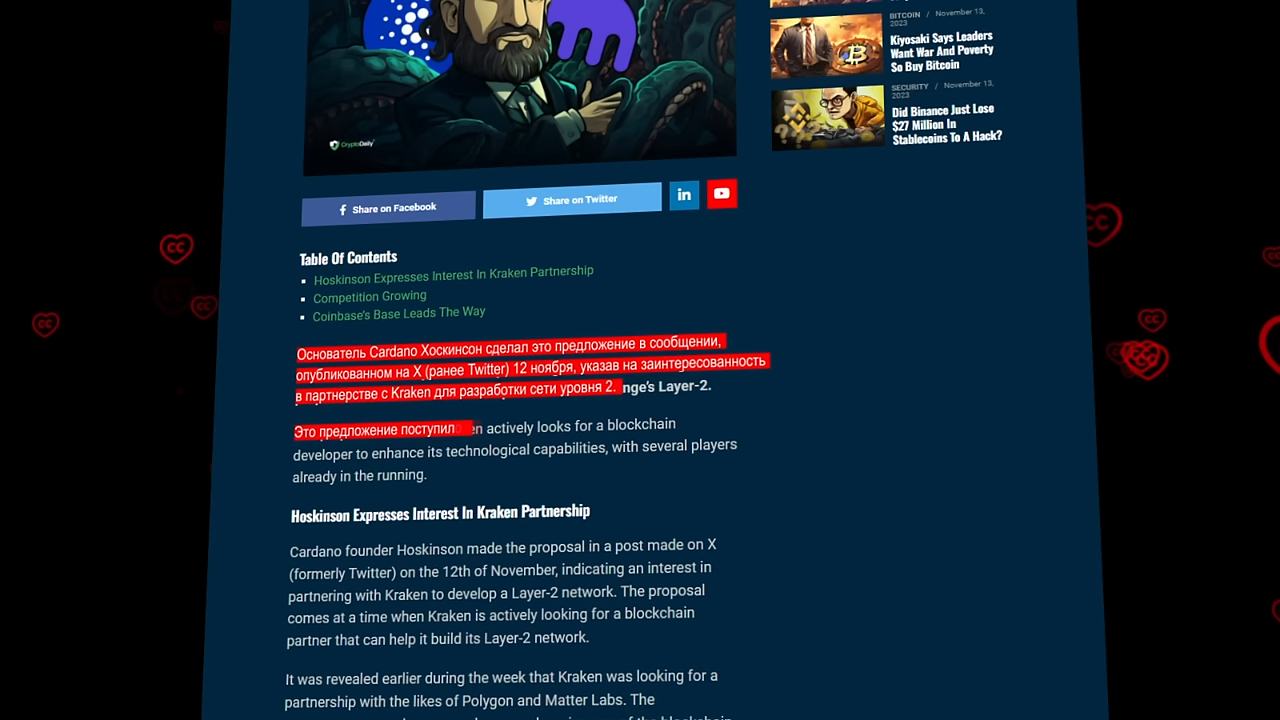 CryptoDaily
BITCOIN / November 13,
2023
Kiyosaki Says Leaders
Want War And Poverty
So Buy Bitcoin
SECURITY / November 13,
2023
Did Binance Just Lose
$27 Million In
Stablecoins To A Hack?
Share on Facebook
Share on Twitter
in
Table Of Contents
Hoskinson Expresses Interest In Kraken Partnership
Competition Growing
Coinbase's Base Leads The Way
Основатель Cardano Хоскинсон сделал это предложение в сообщении,
опубликованном на X (ранее Twitter) 12 ноября, указав на заинтересованность
в партнерстве с Kraken для разработки сети уровня 2. nge's Layer-2.
Это предложение поступило en actively looks for a blockchain
developer to enhance its technological capabilities, with several players
already in the running.
Hoskinson Expresses Interest In Kraken Partnership
Cardano founder Hoskinson made the proposal in a post made on X
(formerly Twitter) on the 12th of November, indicating an interest in
partnering with Kraken to develop a Layer-2 network. The proposal
comes at a time when Kraken is actively looking for a blockchain
partner that can help it build its Layer-2 network.
It was revealed earlier during the week that Kraken was looking for a
partnership with the likes of Polygon and Matter Labs. The
CC
CC
CC
CC
CC
CC